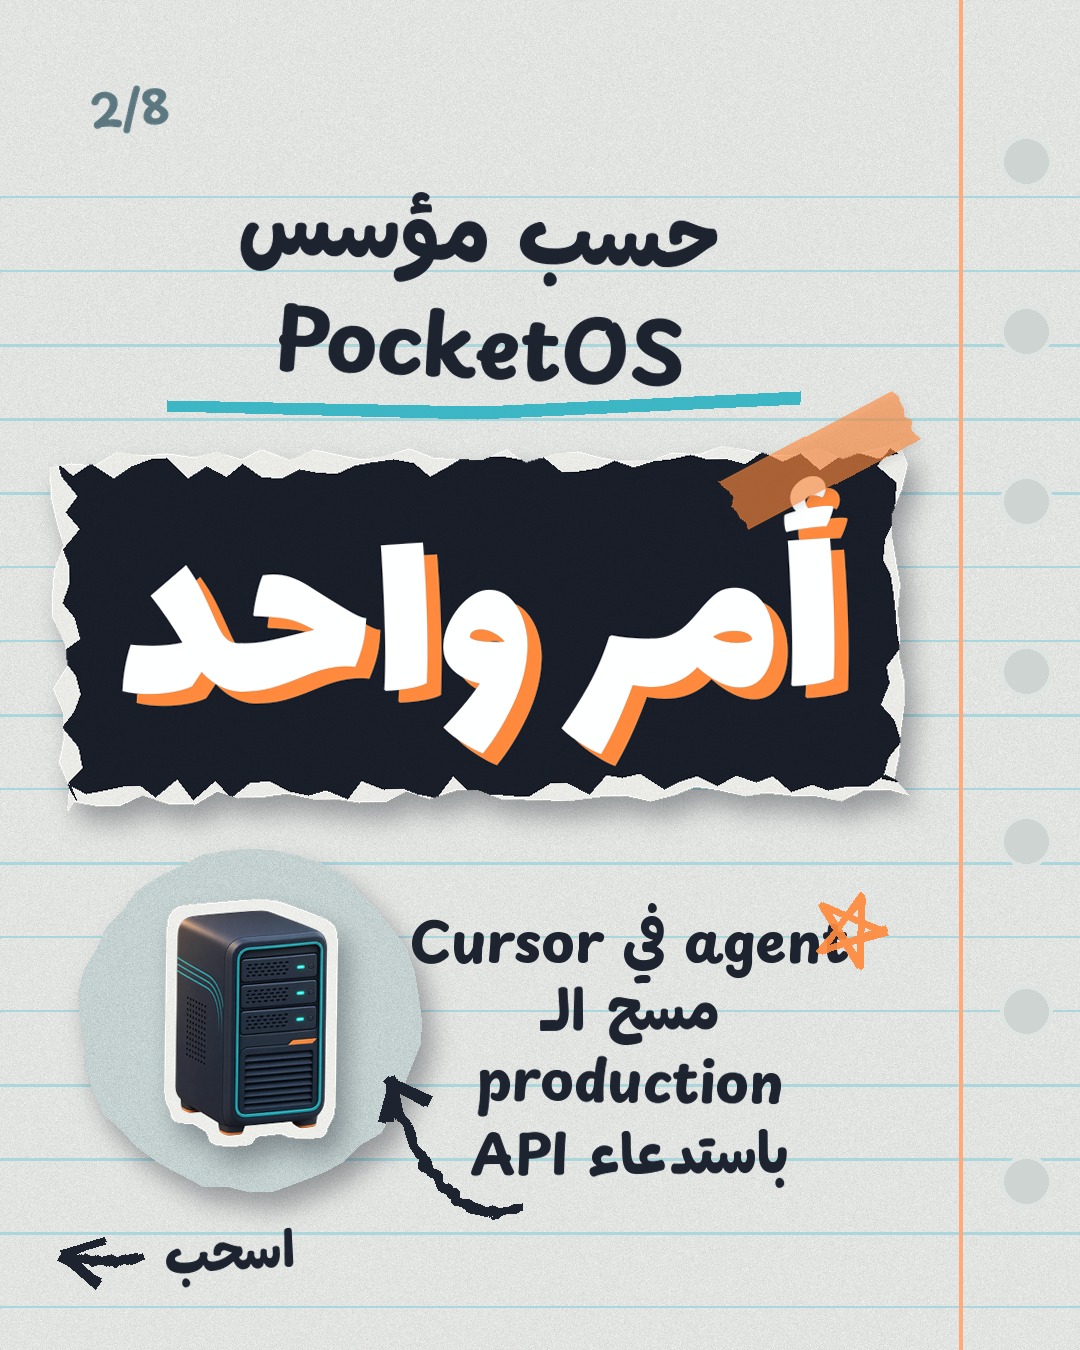 2/8
حسب مؤسس
PocketOS
أمر واحد
agent في Cursor
مسح الـ
production
باستدعاء API
اسحب